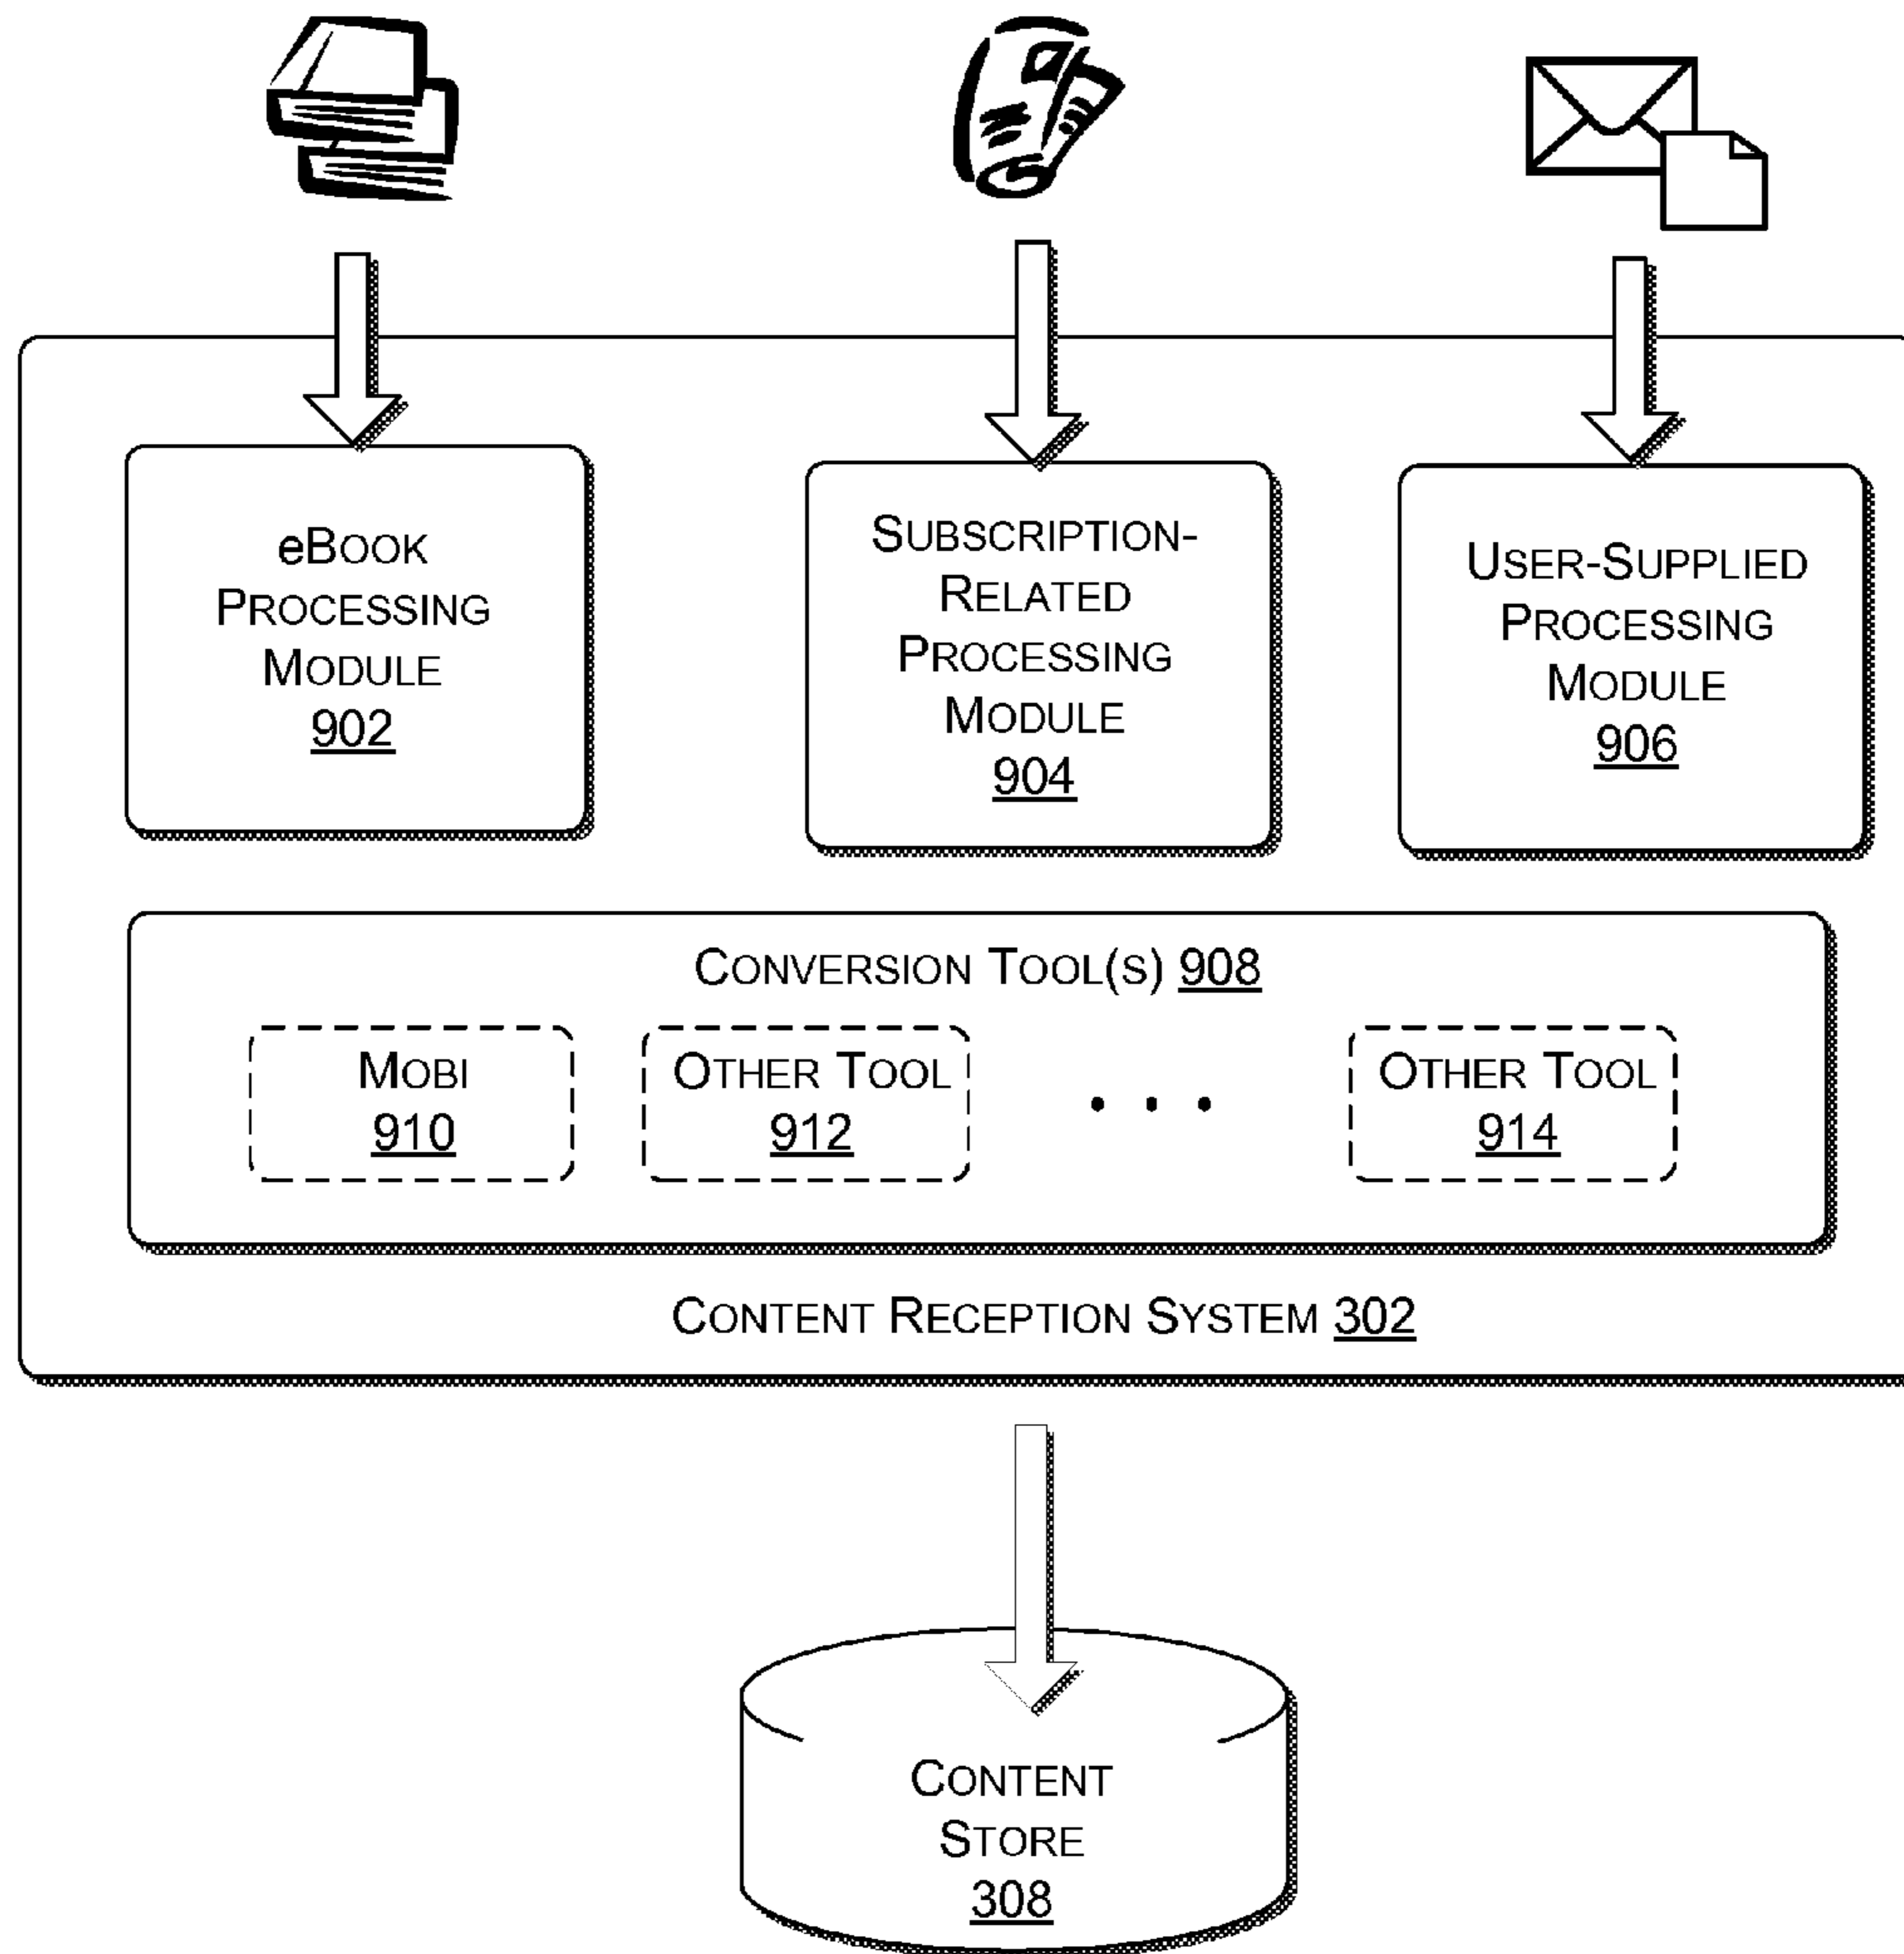 eBOOK
PROCESSING
MODULE
902
SUBSCRIPTION-
RELATED
PROCESSING
MODULE
904
USER-SUPPLIED
PROCESSING
MODULE
906
CONVERSION TOOL(S) 908
MOBI
910
OTHER TOOL
912
. . .
OTHER TOOL
914
CONTENT RECEPTION SYSTEM 302
CONTENT
STORE
308